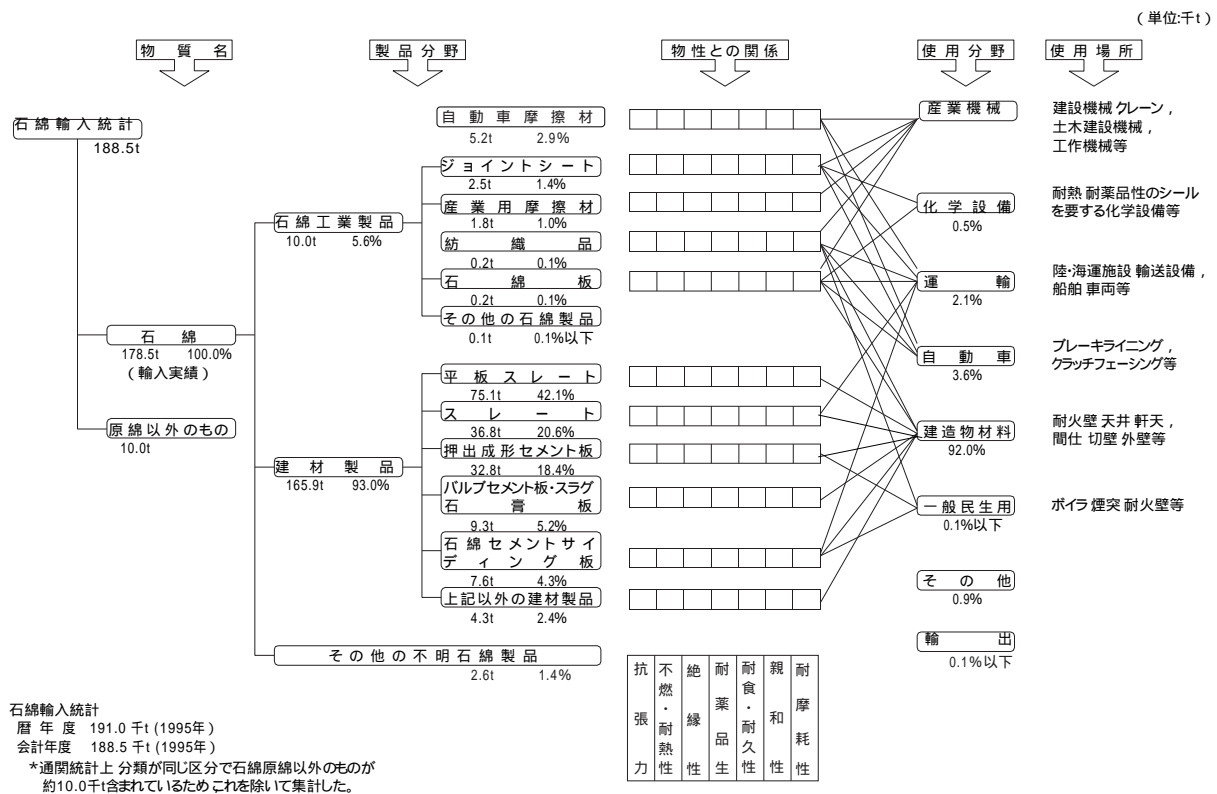 (単位:千t)
物質名
製品分野
物性との関係
使用分野
使用場所
石綿輸入統計
188.5t
石綿
178.5t 100.0%
(輸入実績)
原綿以外のもの
10.0t
石綿工業製品
10.0t 5.6%
建材製品
165.9t 93.0%
その他の不明石綿製品
2.6t 1.4%
自動車摩擦材
5.2t 2.9%
ジョイントシート
2.5t 1.4%
産業用摩擦材
1.8t 1.0%
紡織品
0.2t 0.1%
石綿板
0.2t 0.1%
その他の石綿製品
0.1t 0.1%以下
平板スレート
75.1t 42.1%
スレート
36.8t 20.6%
押出成形セメント板
32.8t 18.4%
パルプセメント板・スラグ
石膏板
9.3t 5.2%
石綿セメントサイ
ディング板
7.6t 4.3%
上記以外の建材製品
4.3t 2.4%
抗張力
不燃・耐熱性
絶縁性
耐薬品生
耐食・耐久性
親和性
耐摩耗性
産業機械
化学設備
0.5%
運輸
2.1%
自動車
3.6%
建造物材料
92.0%
一般民生用
0.1%以下
その他
0.9%
輸出
0.1%以下
建設機械 クレーン,
土木建設機械,
工作機械等
耐熱 耐薬品性のシール
を要する化学設備等
陸・海運施設 輸送設備,
船舶 車両等
ブレーキライニング,
クラッチフェーシング等
耐火壁 天井 軒天,
間仕 切壁 外壁等
ボイラ 煙突 耐火壁等
石綿輸入統計
暦年度 191.0千t (1995年)
会計年度 188.5千t (1995年)
*通関統計上 分類が同じ区分で石綿原綿以外のものが
約10.0千t含まれているため これを除いて集計した。